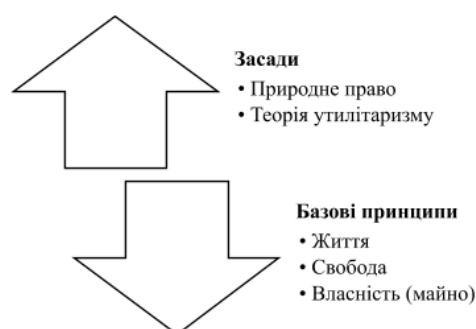 Засади
• Природне право
• Теорія утилітаризму
Базові принципи
• Життя
• Свобода
• Власність (майно)